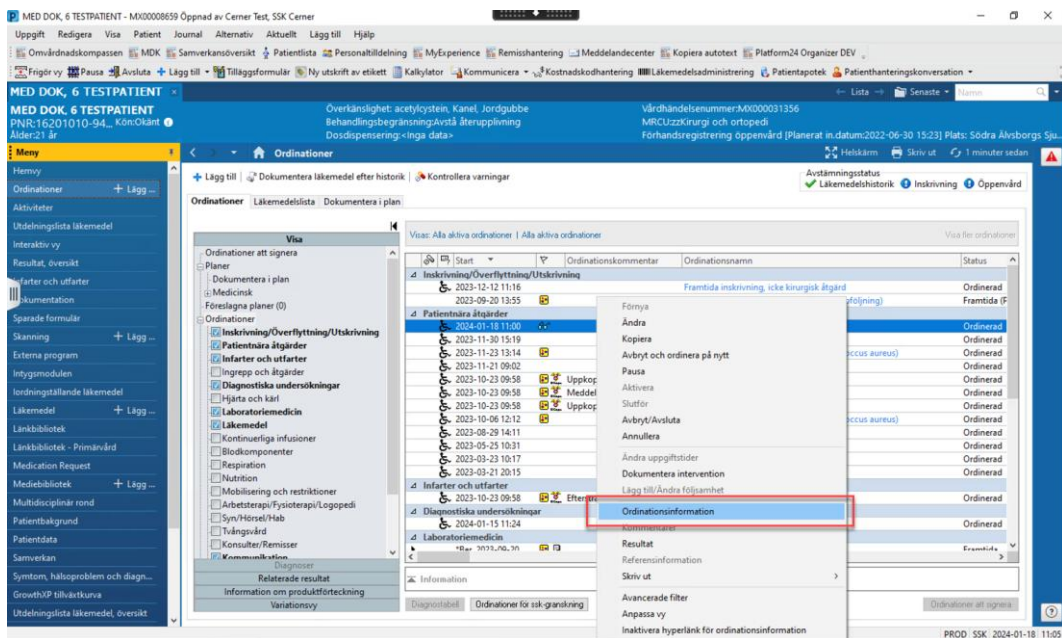 MED DOK, 6 TESTPATIENT - MX00008659 Öppnad av Cerner Test, SSK Cerner
Uppgift Redigera Visa Patient Journal Alternativ Aktuellt Lägg till Hjälp
Omvårdnadskompassen MDK Samverkansöversikt Patientlista Personaltilldelning MyExperience Remisshantering Meddelandecenter Kopiera autotext Platform24 Organizer DEV
Frigör vy Pausa Avsluta Lägg till Tilläggsformulär Ny utskrift av etikett Kalkylator Kommunicera Kostnadskodhantering Läkemedelsadministrering Patientapotek Patienthanteringskonversation
MED DOK, 6 TESTPATIENT Lista Senaste Namn
MED DOK, 6 TESTPATIENT Överkänslighet: acetylcystein, Kanel, Jordgubbe Vårdhändelsenummer:MX000031356
PNR:16201010-94... Kön:Okänt Behandlingsbegränsning:Avstå återupplivning MRCU:zzKirurgi och ortopedi
Ålder:21 år Dosdispensering:<Inga data> Förhandsregistrering öppenvård [Planerat in.datum:2022-06-30 15:23] Plats: Södra Älvsborgs Sju...
Meny Ordinationer Helskärm Skriv ut 1 minuter sedan
Hemvy
Ordinationer + Lägg ...
Aktiviteter
Utdelningslista läkemedel
Interaktiv vy
Resultat, översikt
farter och utfarter
okumentation
Sparade formulär
Skanning + Lägg ...
Externa program
Intygsmodulen
Iordningställande läkemedel
Läkemedel + Lägg ...
Länkbibliotek
Länkbibliotek - Primärvård
Medication Request
Mediebibliotek + Lägg ...
Multidisciplinär rond
Patientbakgrund
Patientdata
Samverkan
Symtom, hälsoproblem och diagn...
GrowthXP tillväxtkurva
Utdelningslista läkemedel, översikt
+ Lägg till Dokumentera läkemedel efter historik Kontrollera varningar
Avstämningsstatus
Läkemedelshistorik Inskrivning Öppenvård
Ordinationer Läkemedelslista Dokumentera i plan
Visa
Ordinationer att signera
Planer
Dokumentera i plan
Medicinsk
Föreslagna planer (0)
Ordinationer
Inskrivning/Överflyttning/Utskrivning
Patientnära åtgärder
Infarter och utfarter
Ingrepp och åtgärder
Diagnostiska undersökningar
Hjärta och kärl
Laboratoriemedicin
Läkemedel
Kontinuerliga infusioner
Blodkomponenter
Respiration
Nutrition
Mobilisering och restriktioner
Arbetsterapi/Fysioterapi/Logopedi
Syn/Hörsel/Hab
Tvångsvård
Konsulter/Remisser
Kommunikation
Diagnoser
Relaterade resultat
Information om produktförteckning
Variationsvy
Visas: Alla aktiva ordinationer | Alla aktiva ordinationer Visa fler ordinationer
Start Ordinationskommentar Ordinationsnamn Status
Inskrivning/Överflyttning/Utskrivning
2023-12-12 11:16 Framtida inskrivning, icke kirurgisk åtgärd Ordinerad
2023-09-20 13:55 pföljning) Framtida (F
Patientnära åtgärder
2024-01-18 11:00 Ordinerad
2023-11-30 15:19 Ordinerad
2023-11-23 13:14 occus aureus) Ordinerad
2023-11-21 09:02 Ordinerad
2023-10-23 09:58 Uppkop Ordinerad
2023-10-23 09:58 Meddel Ordinerad
2023-10-23 09:58 Uppkop Ordinerad
2023-10-06 12:12 occus aureus) Ordinerad
2023-08-29 14:11 Ordinerad
2023-05-25 10:31 Ordinerad
2023-03-23 10:17 Ordinerad
2023-03-21 20:15 Ordinerad
Infarter och utfarter
2023-10-23 09:58 Ordinerad
Diagnostiska undersökningar
2024-01-15 11:24 Ordinerad
Laboratoriemedicin
Förnya
Ändra
Kopiera
Avbryt och ordinera på nytt
Pausa
Aktivera
Slutför
Avbryt/Avsluta
Annullera
Ändra uppgiftstider
Dokumentera intervention
Lägg till/Ändra följsamhet
Ordinationsinformation
Kommentarer
Resultat
Referensinformation
Skriv ut
Avancerade filter
Anpassa vy
Inaktivera hyperlänk för ordinationsinformation
Information
Diagnostabell Ordinationer för ssk-granskning Ordinationer att signera
PROD SSK 2024-01-18 11:05